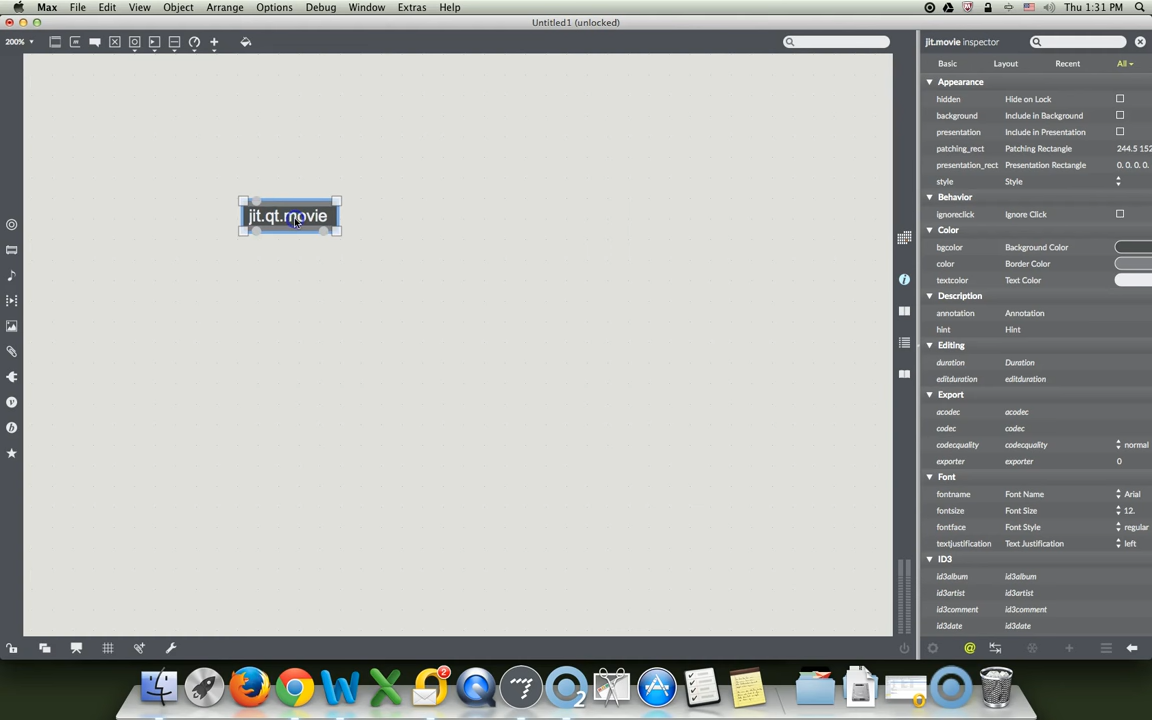 Max File Edit View Object Arrange Options Debug Window Extras Help Thu 1:31 PM
Untitled1 (unlocked)
200%
jit.movie inspector
Basic Layout Recent All
Appearance
hidden Hide on Lock
background Include in Background
presentation Include in Presentation
patching_rect Patching Rectangle 244.5 152
presentation_rect Presentation Rectangle 0. 0. 0. 0.
style Style
Behavior
ignoreclick Ignore Click
jit.qt.movie
Color
bgcolor Background Color
color Border Color
textcolor Text Color
Description
annotation Annotation
hint Hint
Editing
duration Duration
editduration editduration
Export
acodec acodec
codec codec
codecquality codecquality normal
exporter exporter 0
Font
fontname Font Name Arial
fontsize Font Size 12.
fontface Font Style regular
textjustification Text Justification left
ID3
id3album id3album
id3artist id3artist
id3comment id3comment
id3date id3date
2
2